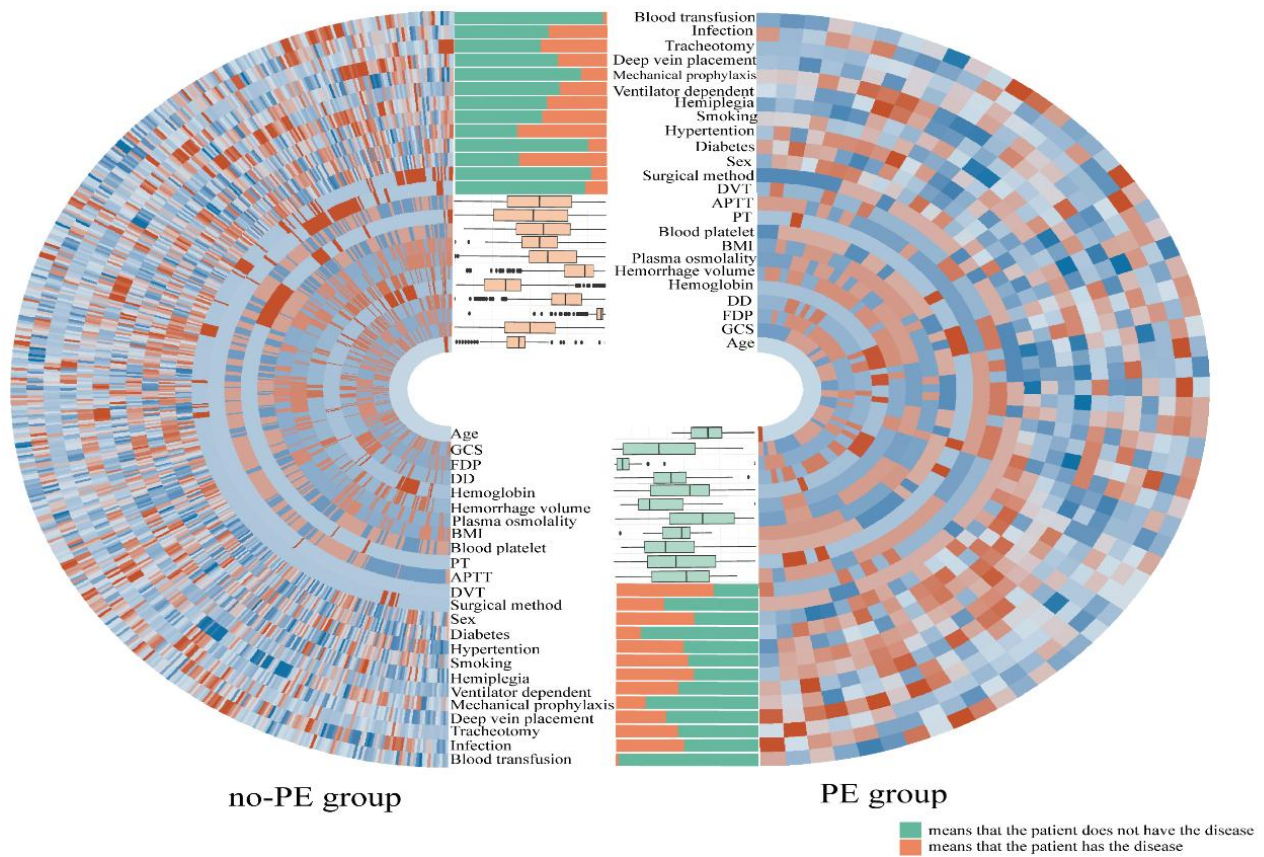 Blood transfusion
Infection
Tracheotomy
Deep vein placement
Mechanical prophylaxis
Ventilator dependent
Hemiplegia
Smoking
Hypertention
Diabetes
Sex
Surgical method
DVT
APTT
PT
Blood platelet
BMI
Plasma osmolality
Hemorrhage volume
Hemoglobin
DD
FDP
GCS
Age
Age
GCS
FDP
DD
Hemoglobin
Hemorrhage volume
Plasma osmolality
BMI
Blood platelet
PT
APTT
DVT
Surgical method
Sex
Diabetes
Hypertention
Smoking
Hemiplegia
Ventilator dependent
Mechanical prophylaxis
Deep vein placement
Tracheotomy
Infection
Blood transfusion
no-PE group
PE group
means that the patient does not have the disease
means that the patient has the disease